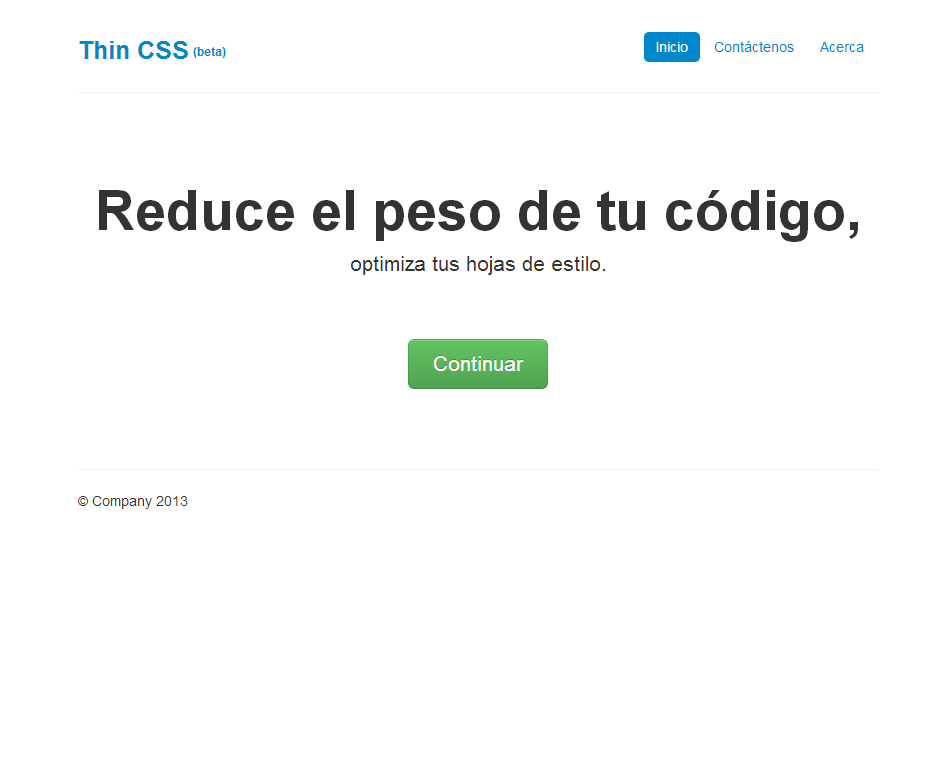 Thin CSS (beta)
Inicio Contáctenos Acerca
Reduce el peso de tu código,
optimiza tus hojas de estilo.
Continuar
© Company 2013